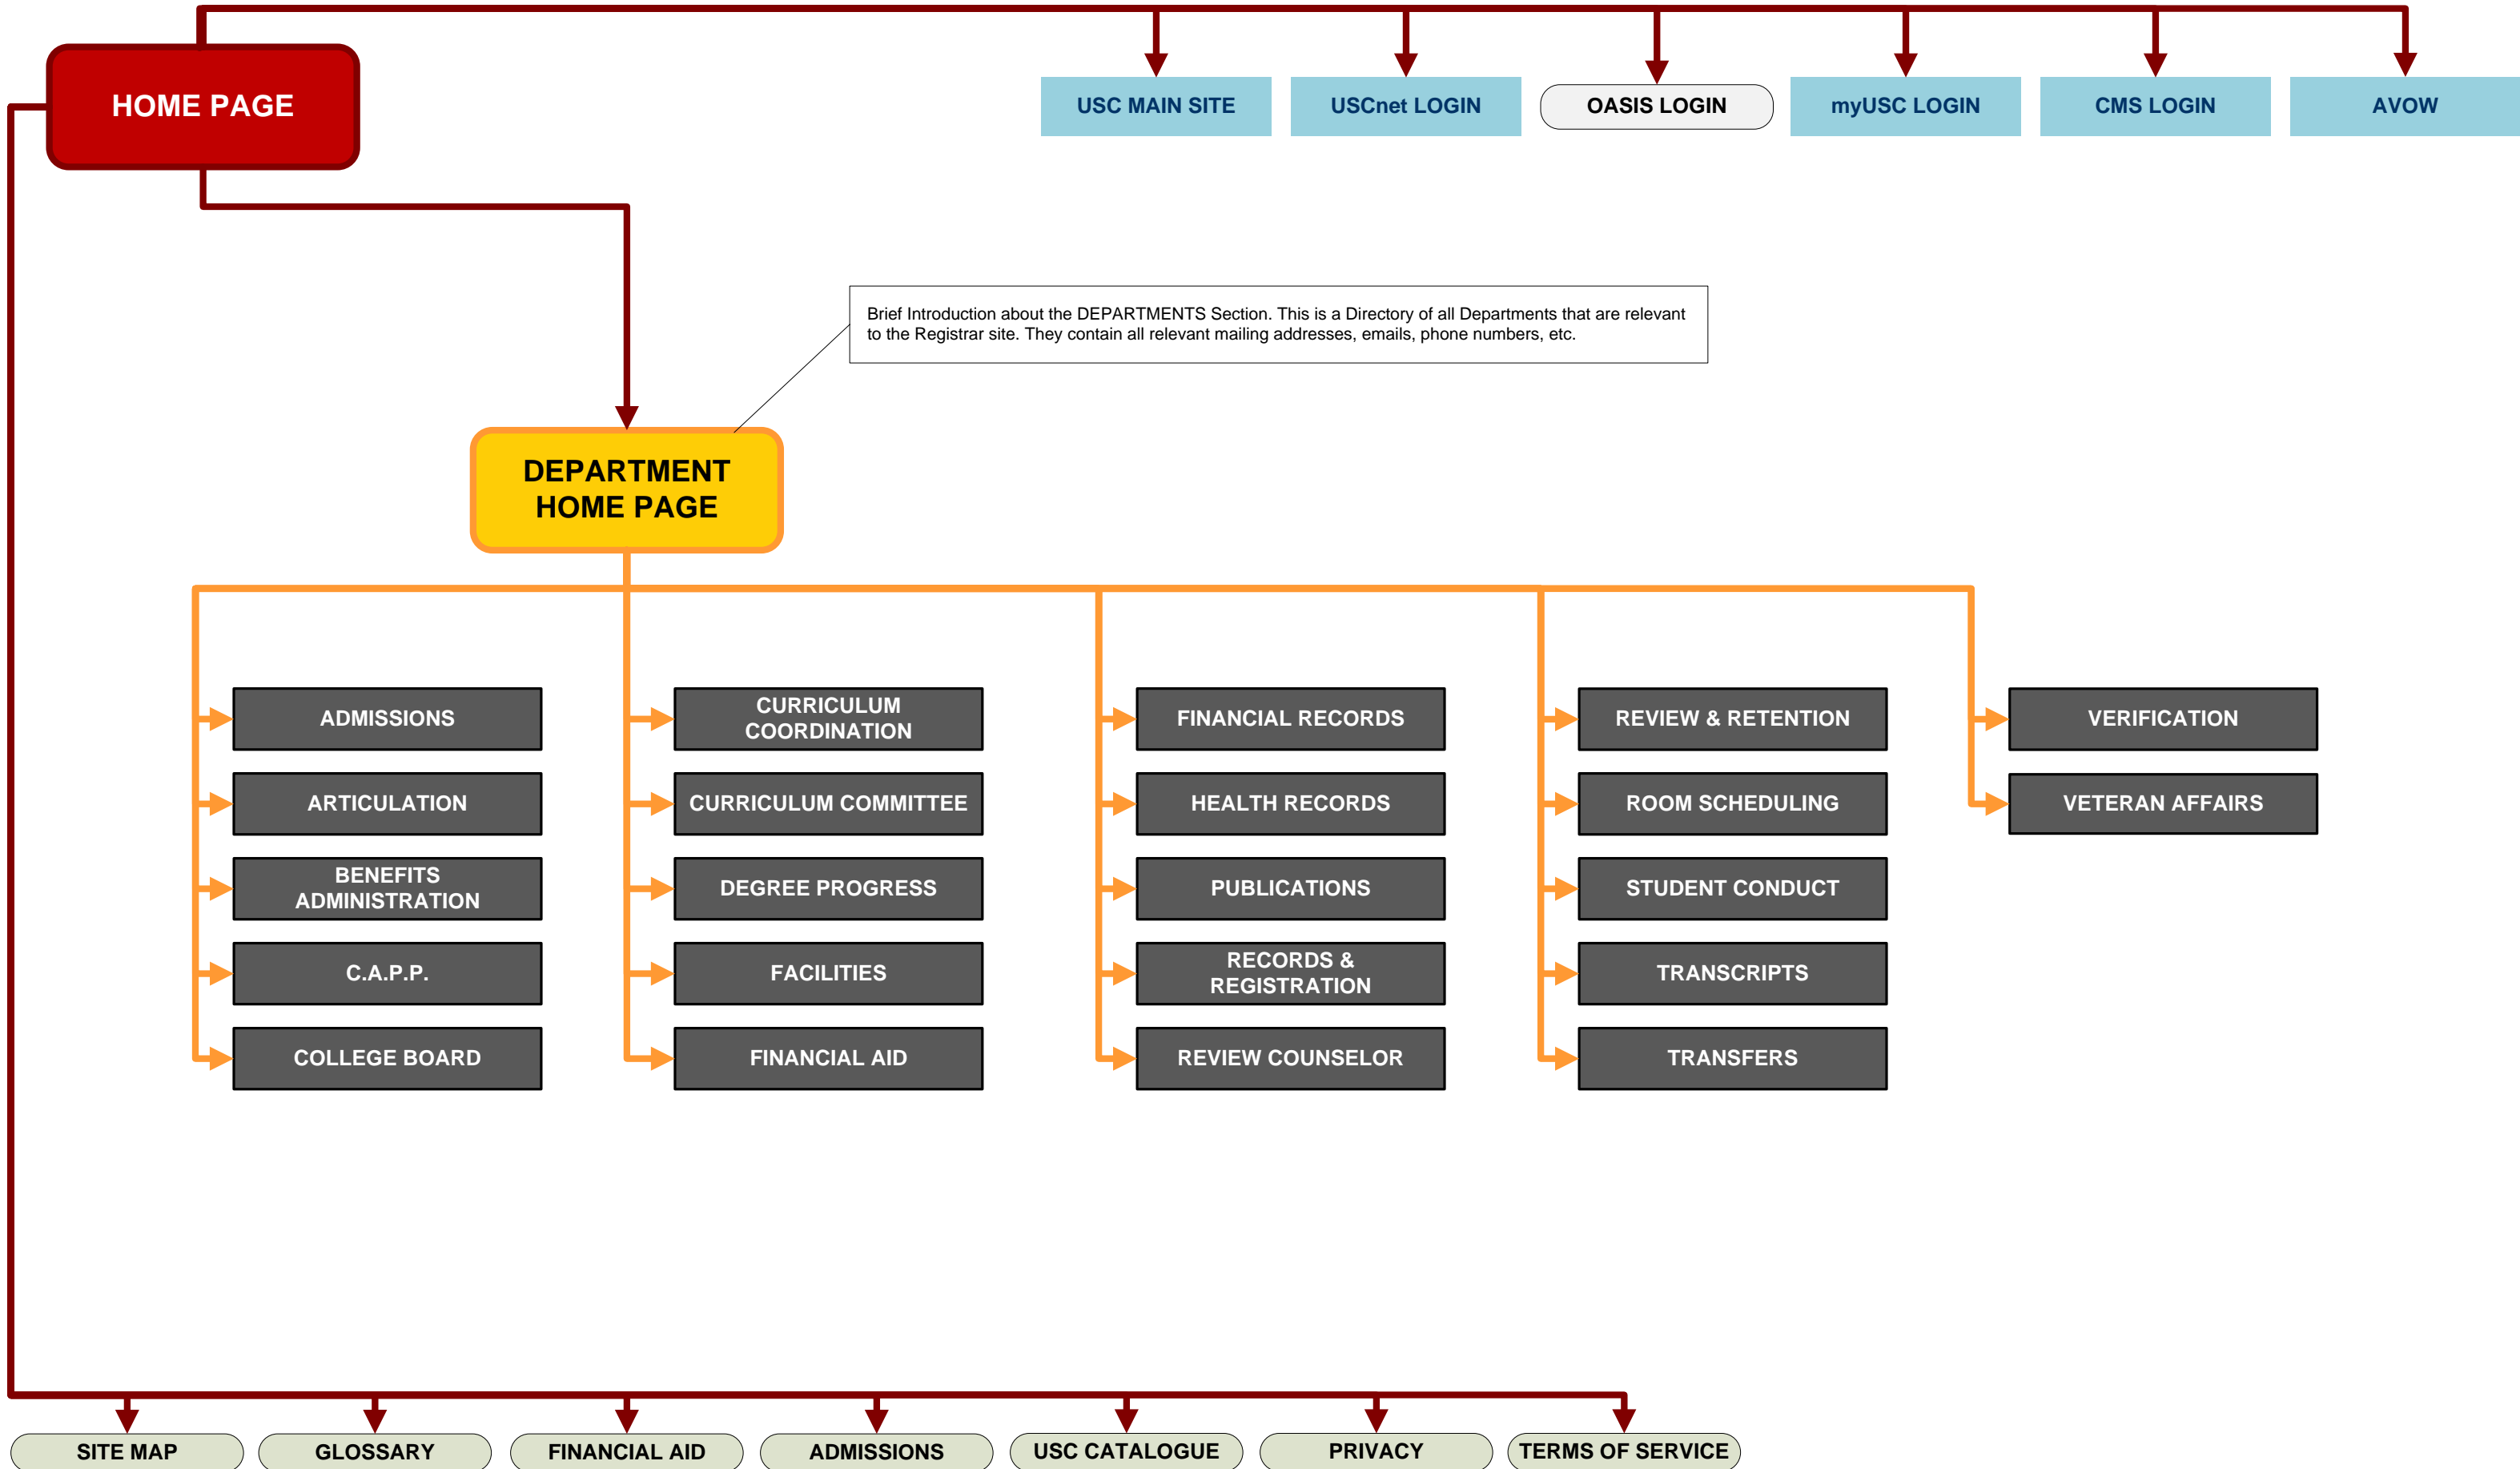 HOME PAGE
USC MAIN SITE
USCnet LOGIN
OASIS LOGIN
myUSC LOGIN
CMS LOGIN
AVOW
Brief Introduction about the DEPARTMENTS Section. This is a Directory of all Departments that are relevant
to the Registrar site. They contain all relevant mailing addresses, emails, phone numbers, etc.
DEPARTMENT
HOME PAGE
ADMISSIONS
ARTICULATION
BENEFITS
ADMINISTRATION
C.A.P.P.
COLLEGE BOARD
CURRICULUM
COORDINATION
CURRICULUM COMMITTEE
DEGREE PROGRESS
FACILITIES
FINANCIAL AID
FINANCIAL RECORDS
HEALTH RECORDS
PUBLICATIONS
RECORDS &
REGISTRATION
REVIEW COUNSELOR
REVIEW & RETENTION
ROOM SCHEDULING
STUDENT CONDUCT
TRANSCRIPTS
TRANSFERS
VERIFICATION
VETERAN AFFAIRS
SITE MAP
GLOSSARY
FINANCIAL AID
ADMISSIONS
USC CATALOGUE
PRIVACY
TERMS OF SERVICE